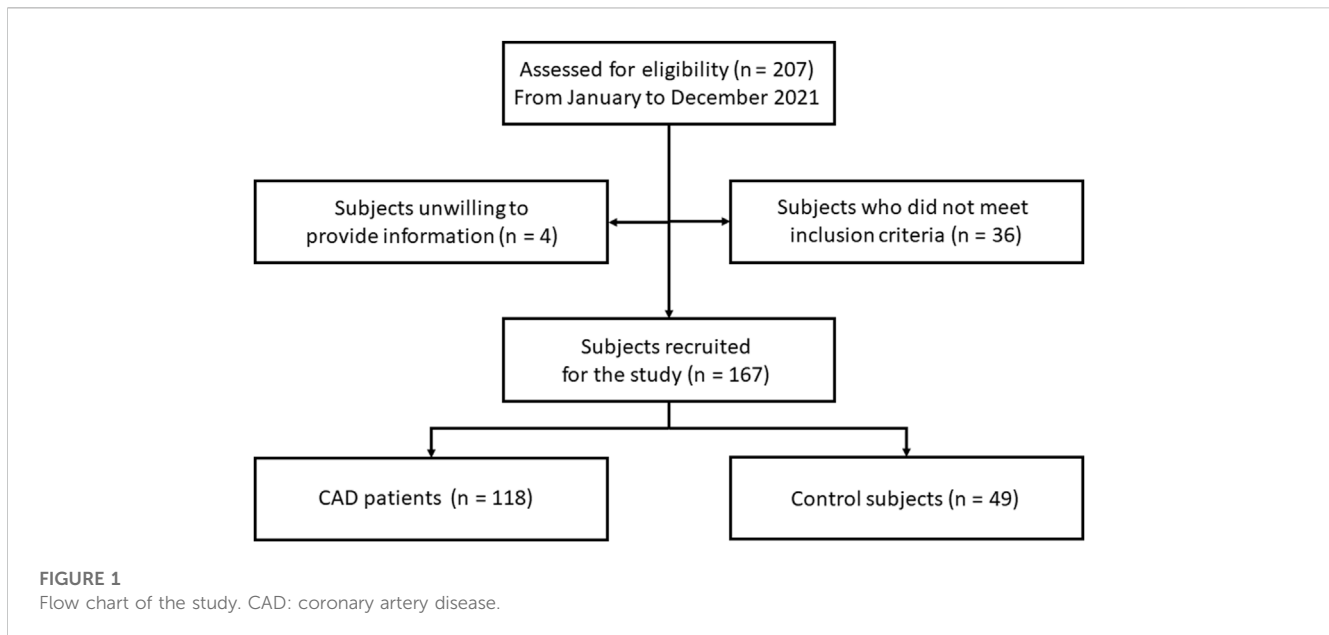 Assessed for eligibility (n = 207)
From January to December 2021
Subjects unwilling to
provide information (n = 4)
Subjects who did not meet
inclusion criteria (n = 36)
Subjects recruited
for the study (n = 167)
CAD patients (n = 118)
Control subjects (n = 49)
FIGURE 1
Flow chart of the study. CAD: coronary artery disease.